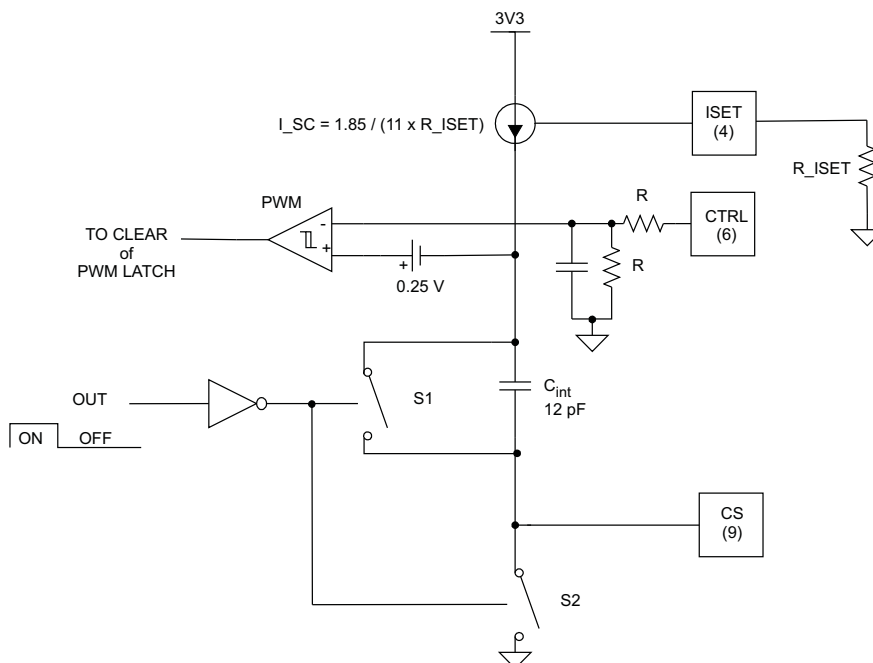 3V3
I_SC = 1.85 / (11 x R_ISET)
ISET
(4)
R_ISET
PWM
R
CTRL
(6)
-
+
TO CLEAR
of
PWM LATCH
+
0.25 V
R
OUT
S1
Cint
12 pF
ON
OFF
CS
(9)
S2